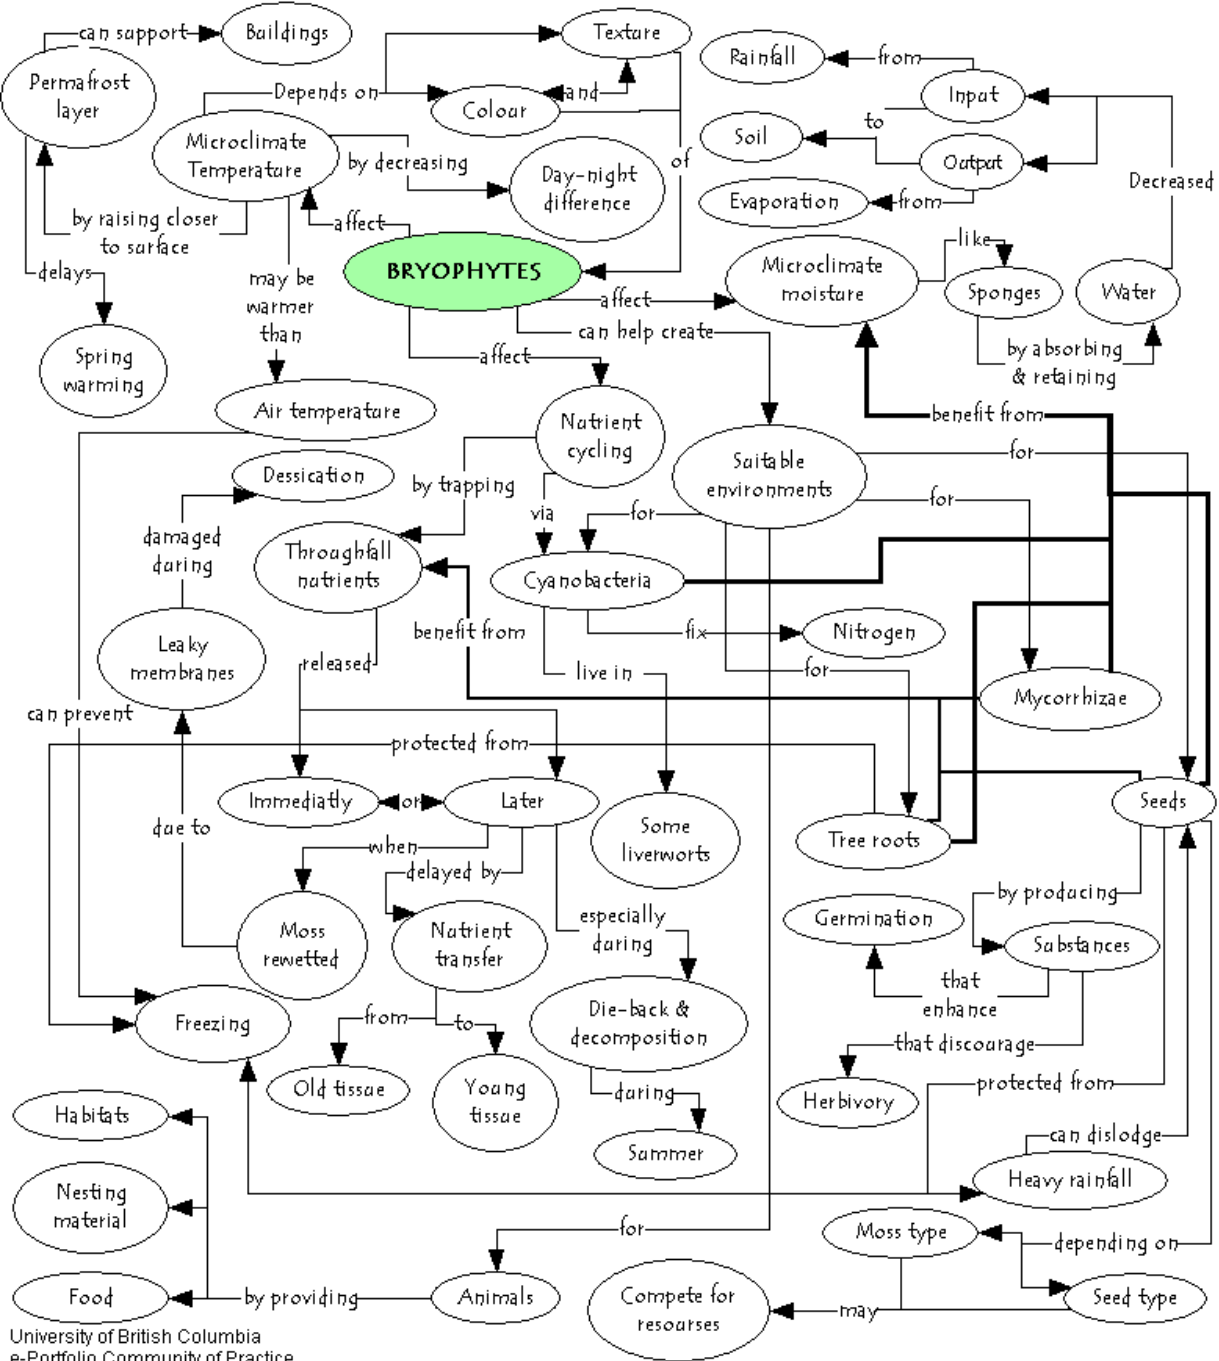 can support
Buildings
Texture
Rainfall
from
Permafrost
layer
Depends on
and
Colour
Input
to
Microclimate
Temperature
by decreasing
of
Soil
Output
Day-night
difference
Decreased
Evaporation
from
by raising closer
to surface
affect
like
delays
BRYOPHYTES
Microclimate
moisture
Sponges
Water
may be
warmer
than
affect
can help create
by absorbing
& retaining
Spring
warming
affect
Air temperature
benefit from
Nutrient
cycling
Suitable
environments
for
Dessication
by trapping
via
for
for
damaged
during
Throughfall
nutrients
Cyanobacteria
benefit from
fix
Nitrogen
Leaky
membranes
released
live in
for
Mycorrhizae
can prevent
protected from
Immediatly
or
Later
Seeds
due to
Some
liverworts
Tree roots
when
delayed by
by producing
especially
during
Germination
Moss
rewetted
Nutrient
transfer
Substances
that
enhance
Freezing
from
to
Die-back &
decomposition
that discourage
Old tissue
Young
tissue
during
Herbivory
protected from
Habitats
Summer
can dislodge
Heavy rainfall
Nesting
material
for
Moss type
depending on
Food
by providing
Animals
Compete for
resourses
may
Seed type
University of British Columbia
e-Portfolio Community of Practice